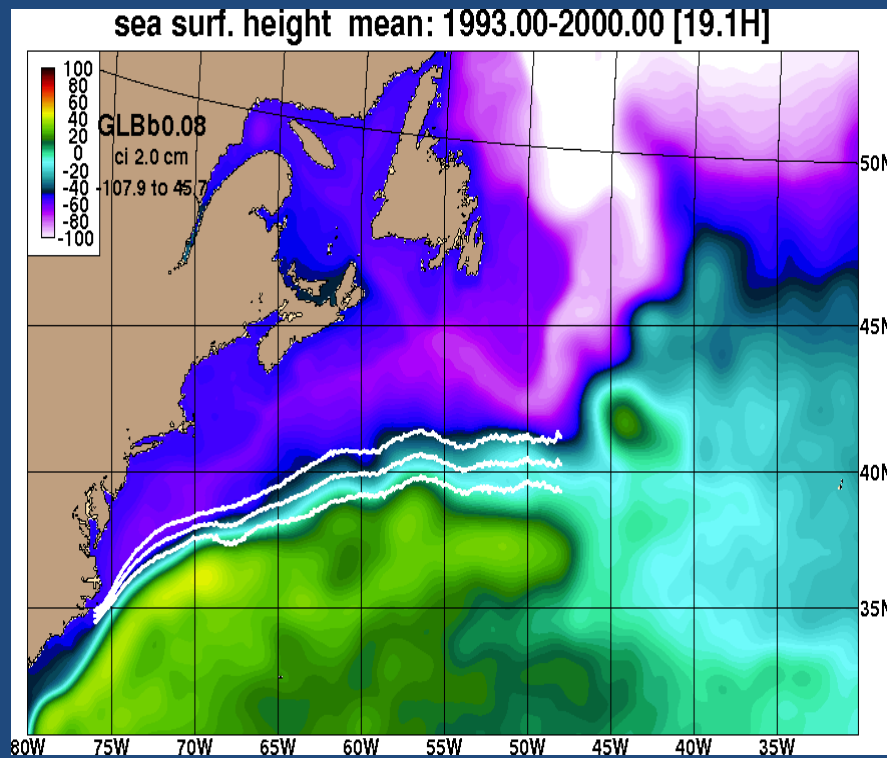 sea surf. height mean: 1993.00-2000.00 [19.1H]
100
80
60
40
20
0
-20
-40
-60
-80
-100
GLBb0.08
ci 2.0 cm
-107.9 to 45.7
50N
45N
40N
35N
80W 75W 70W 65W 60W 55W 50W 45W 40W 35W